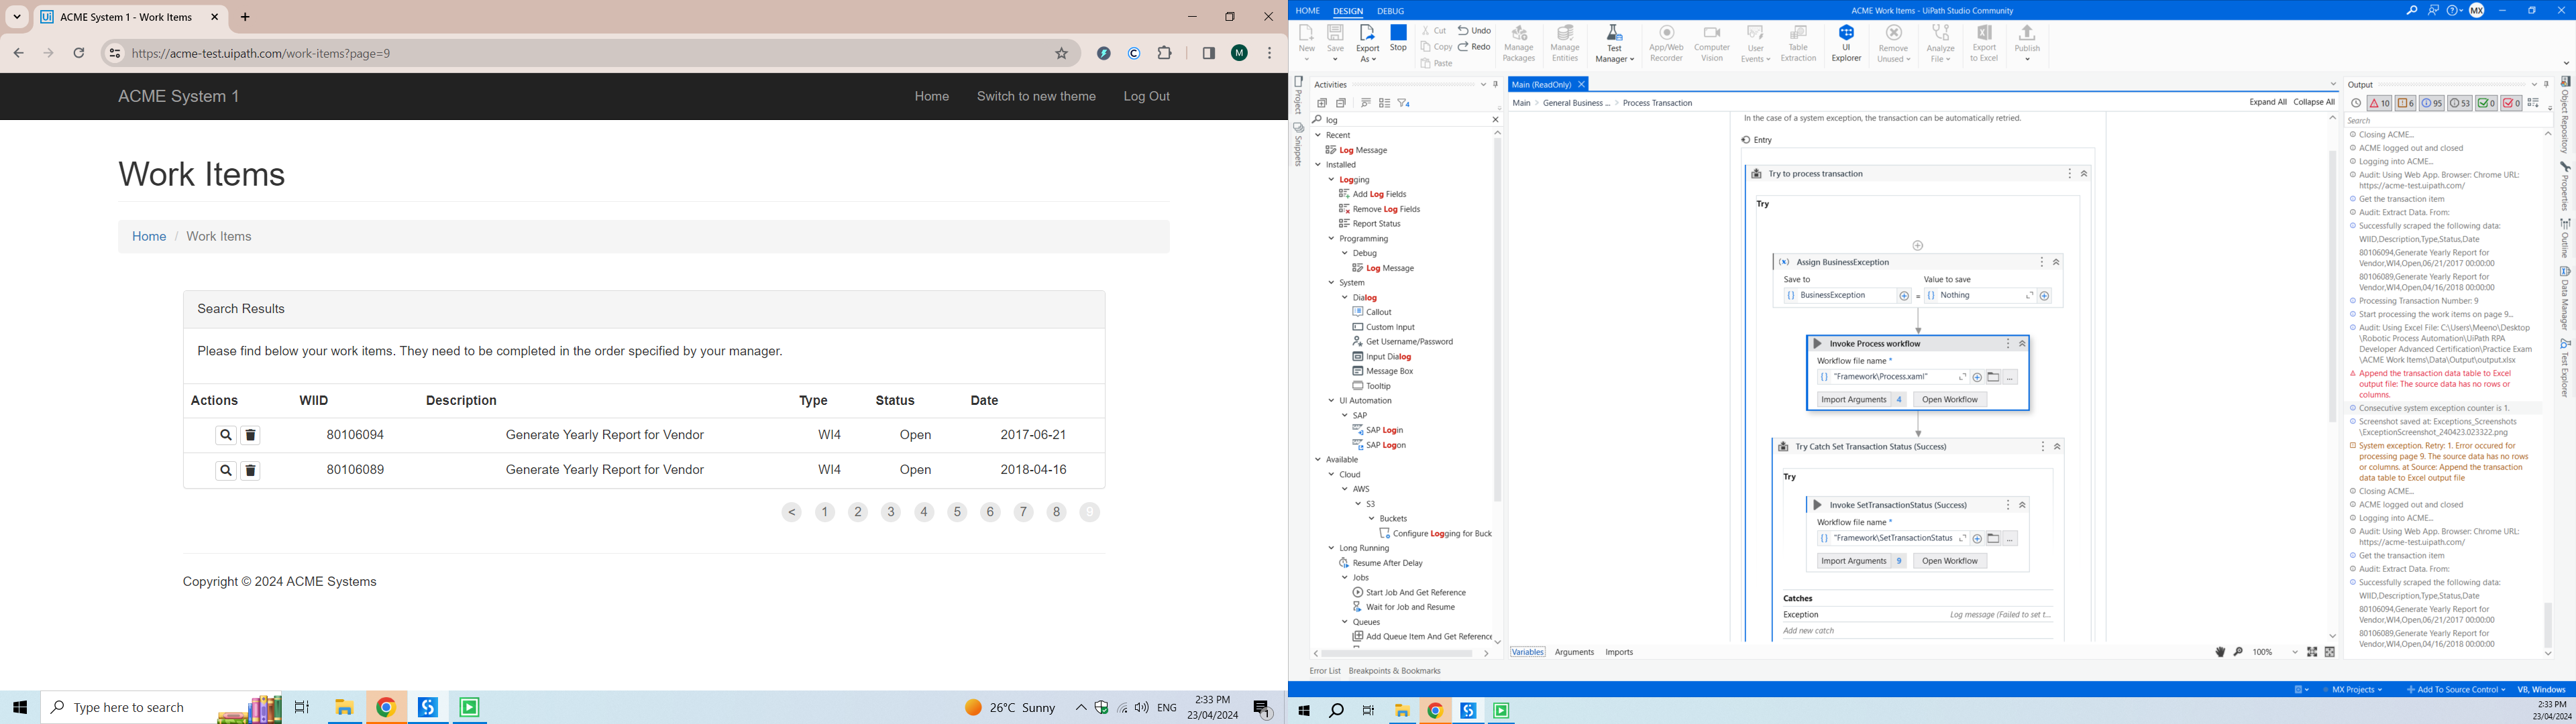 ACME System 1 - Work Items
https://acme-test.uipath.com/work-items?page=9
M
ACME System 1
Home
Switch to new theme
Log Out
Work Items
Home / Work Items
Search Results
Please find below your work items. They need to be completed in the order specified by your manager.
Actions WIID Description Type Status Date
80106094 Generate Yearly Report for Vendor WI4 Open 2017-06-21
80106089 Generate Yearly Report for Vendor WI4 Open 2018-04-16
< 1 2 3 4 5 6 7 8 9
Copyright © 2024 ACME Systems
Type here to search
26°C Sunny
ENG
2:33 PM
23/04/2024
1
HOME DESIGN DEBUG
ACME Work Items - UiPath Studio Community
MX
New
Save
Export As
Stop
Cut
Copy
Paste
Undo
Redo
Manage Packages
Manage Entities
Test Manager
App/Web Recorder
Computer Vision
User Events
Table Extraction
UI Explorer
Remove Unused
Analyze File
Export to Excel
Publish
Project
Snippets
Activities
4
log
Recent
Log Message
Installed
Logging
Add Log Fields
Remove Log Fields
Report Status
Programming
Debug
Log Message
System
Dialog
Callout
Custom Input
Get Username/Password
Input Dialog
Message Box
Tooltip
UI Automation
SAP
SAP Login
SAP Logon
Available
Cloud
AWS
S3
Buckets
Configure Logging for Buck
Long Running
Resume After Delay
Jobs
Start Job And Get Reference
Wait for Job and Resume
Queues
Add Queue Item And Get Reference
Main (ReadOnly)
Main > General Business ... > Process Transaction
Expand All Collapse All
In the case of a system exception, the transaction can be automatically retried.
Entry
Try to process transaction
Try
Assign BusinessException
Save to
Value to save
BusinessException = Nothing
Invoke Process workflow
Workflow file name *
"Framework\Process.xaml"
Import Arguments 4 Open Workflow
Try Catch Set Transaction Status (Success)
Try
Invoke SetTransactionStatus (Success)
Workflow file name *
"Framework\SetTransactionStatus
Import Arguments 9 Open Workflow
Catches
Exception
Log message (Failed to set t...
Add new catch
Variables Arguments Imports
100%
Output
10 6 95 53 0 0
Search
Closing ACME...
ACME logged out and closed
Logging into ACME...
Audit: Using Web App. Browser: Chrome URL:
https://acme-test.uipath.com/
Get the transaction item
Audit: Extract Data. From:
Successfully scraped the following data:
WIID,Description,Type,Status,Date
80106094,Generate Yearly Report for
Vendor,WI4,Open,06/21/2017 00:00:00
80106089,Generate Yearly Report for
Vendor,WI4,Open,04/16/2018 00:00:00
Processing Transaction Number: 9
Start processing the work items on page 9...
Audit: Using Excel File: C:\Users\Meeno\Desktop
\Robotic Process Automation\UiPath RPA
Developer Advanced Certification\Practice Exam
\ACME Work Items\Data\Output\output.xlsx
Append the transaction data table to Excel
output file: The source data has no rows or
columns.
Consecutive system exception counter is 1.
Screenshot saved at: Exceptions_Screenshots
\ExceptionScreenshot_240423.023322.png
System exception. Retry: 1. Error occured for
processing page 9. The source data has no rows
or columns. at Source: Append the transaction
data table to Excel output file
Closing ACME...
ACME logged out and closed
Logging into ACME...
Audit: Using Web App. Browser: Chrome URL:
https://acme-test.uipath.com/
Get the transaction item
Audit: Extract Data. From:
Successfully scraped the following data:
WIID,Description,Type,Status,Date
80106094,Generate Yearly Report for
Vendor,WI4,Open,06/21/2017 00:00:00
80106089,Generate Yearly Report for
Vendor,WI4,Open,04/16/2018 00:00:00
Object Repository
Properties
Outline
Data Manager
Test Explorer
Error List Breakpoints & Bookmarks
MX Projects
Add To Source Control
VB, Windows
2:33 PM
23/04/2024